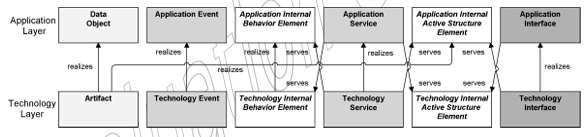 Application
Layer
Data
Object
Application Event
Application Internal
Behavior Element
Application
Service
Application Internal
Active Structure
Element
Application
Interface
realizes
realizes
realizes
serves
realizes
serves
serves
realizes
realizes
serves
serves
serves
Technology
Layer
Artifact
Technology Event
Technology Internal
Behavior Element
Technology
Service
Technology Internal
Active Structure
Element
Technology
Interface